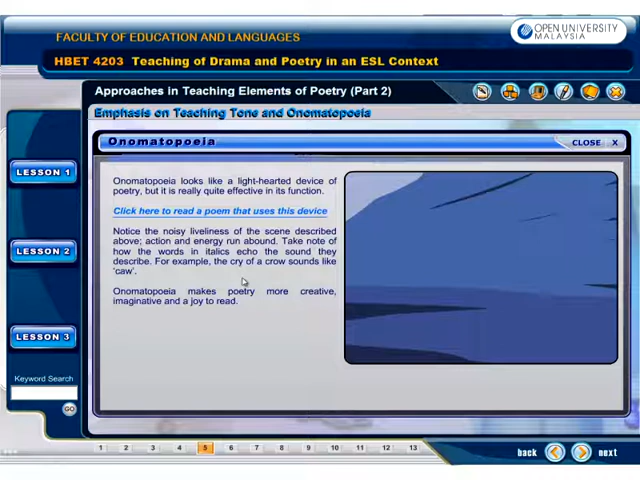 OPEN UNIVERSITY
MALAYSIA
FACULTY OF EDUCATION AND LANGUAGES
HBET 4203 Teaching of Drama and Poetry in an ESL Context
Approaches in Teaching Elements of Poetry (Part 2)
Emphasis on Teaching Tone and Onomatopoeia
Onomatopoeia
CLOSE X
LESSON 1
LESSON 2
LESSON 3
Keyword Search
GO
Onomatopoeia looks like a light-hearted device of
poetry, but it is really quite effective in its function.
Click here to read a poem that uses this device
Notice the noisy liveliness of the scene described
above; action and energy run abound. Take note of
how the words in italics echo the sound they
describe. For example, the cry of a crow sounds like
'caw'.
Onomatopoeia makes poetry more creative,
imaginative and a joy to read.
1 2 3 4 5 6 7 8 9 10 11 12 13
back next